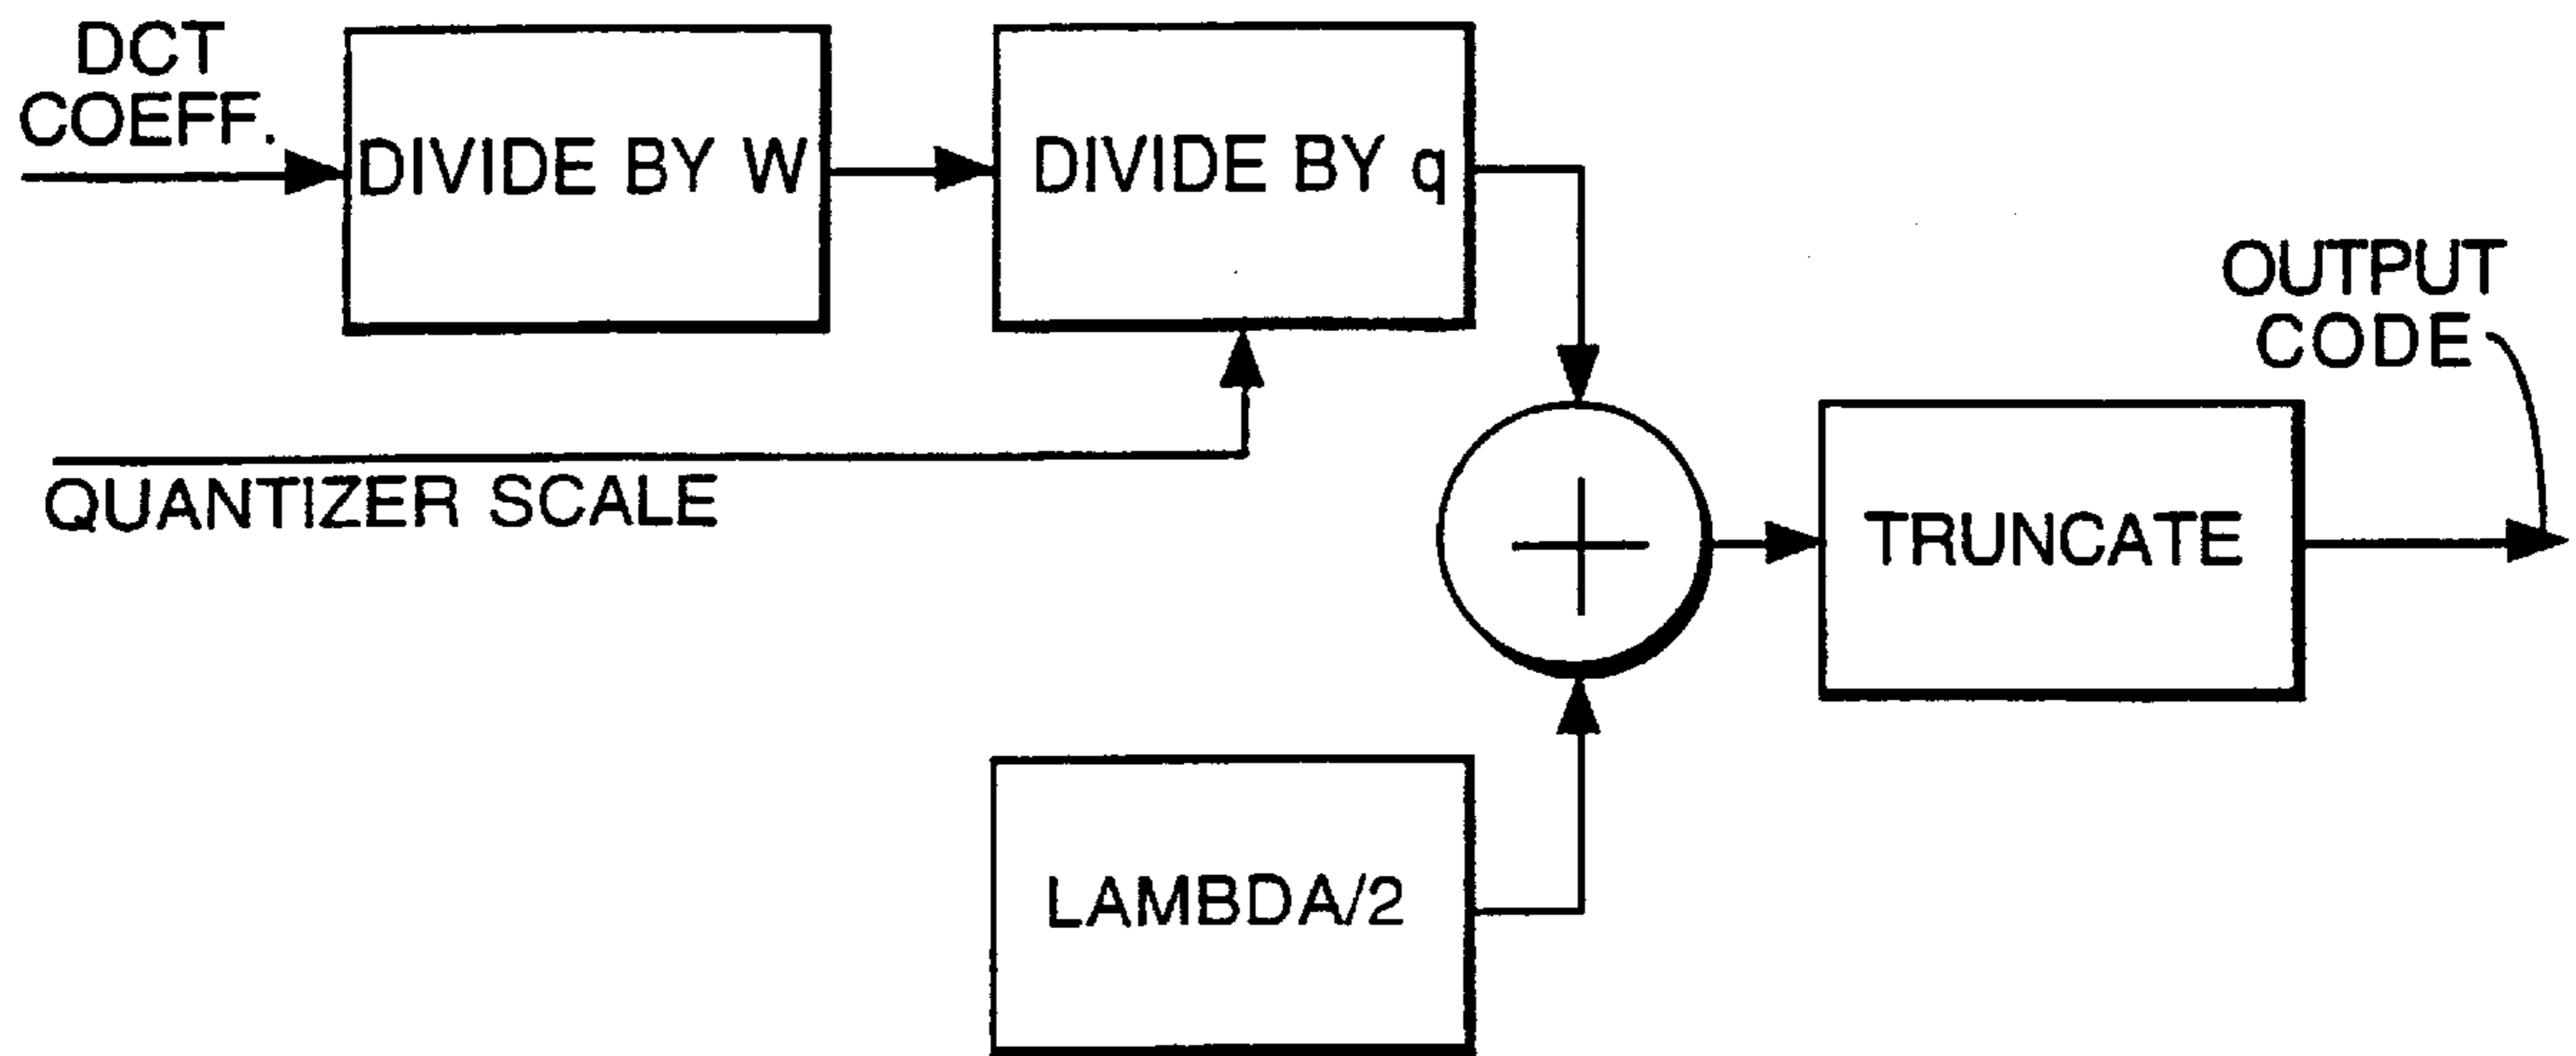 DCT
COEFF.
DIVIDE BY W
DIVIDE BY q
QUANTIZER SCALE
OUTPUT
CODE
+
TRUNCATE
LAMBDA/2